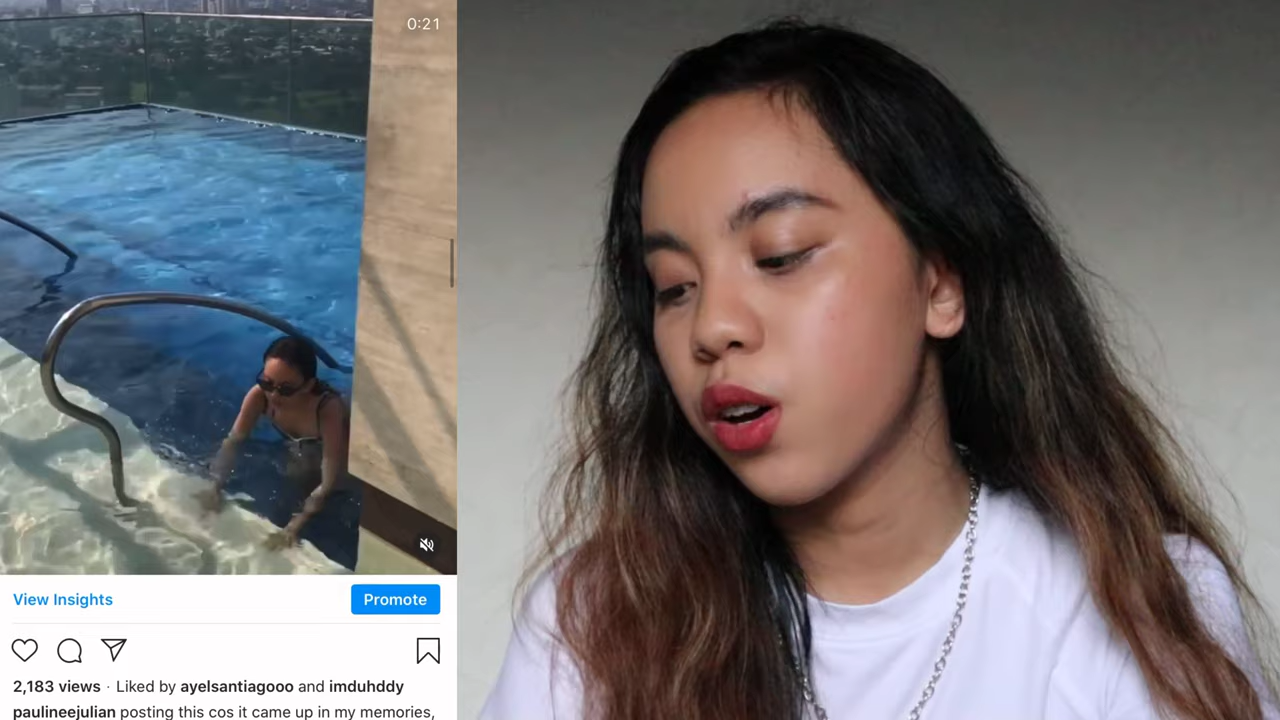 0:21
View Insights
Promote
2,183 views · Liked by ayelsantiagooo and imduhddy
paulineejulian posting this cos it came up in my memories,